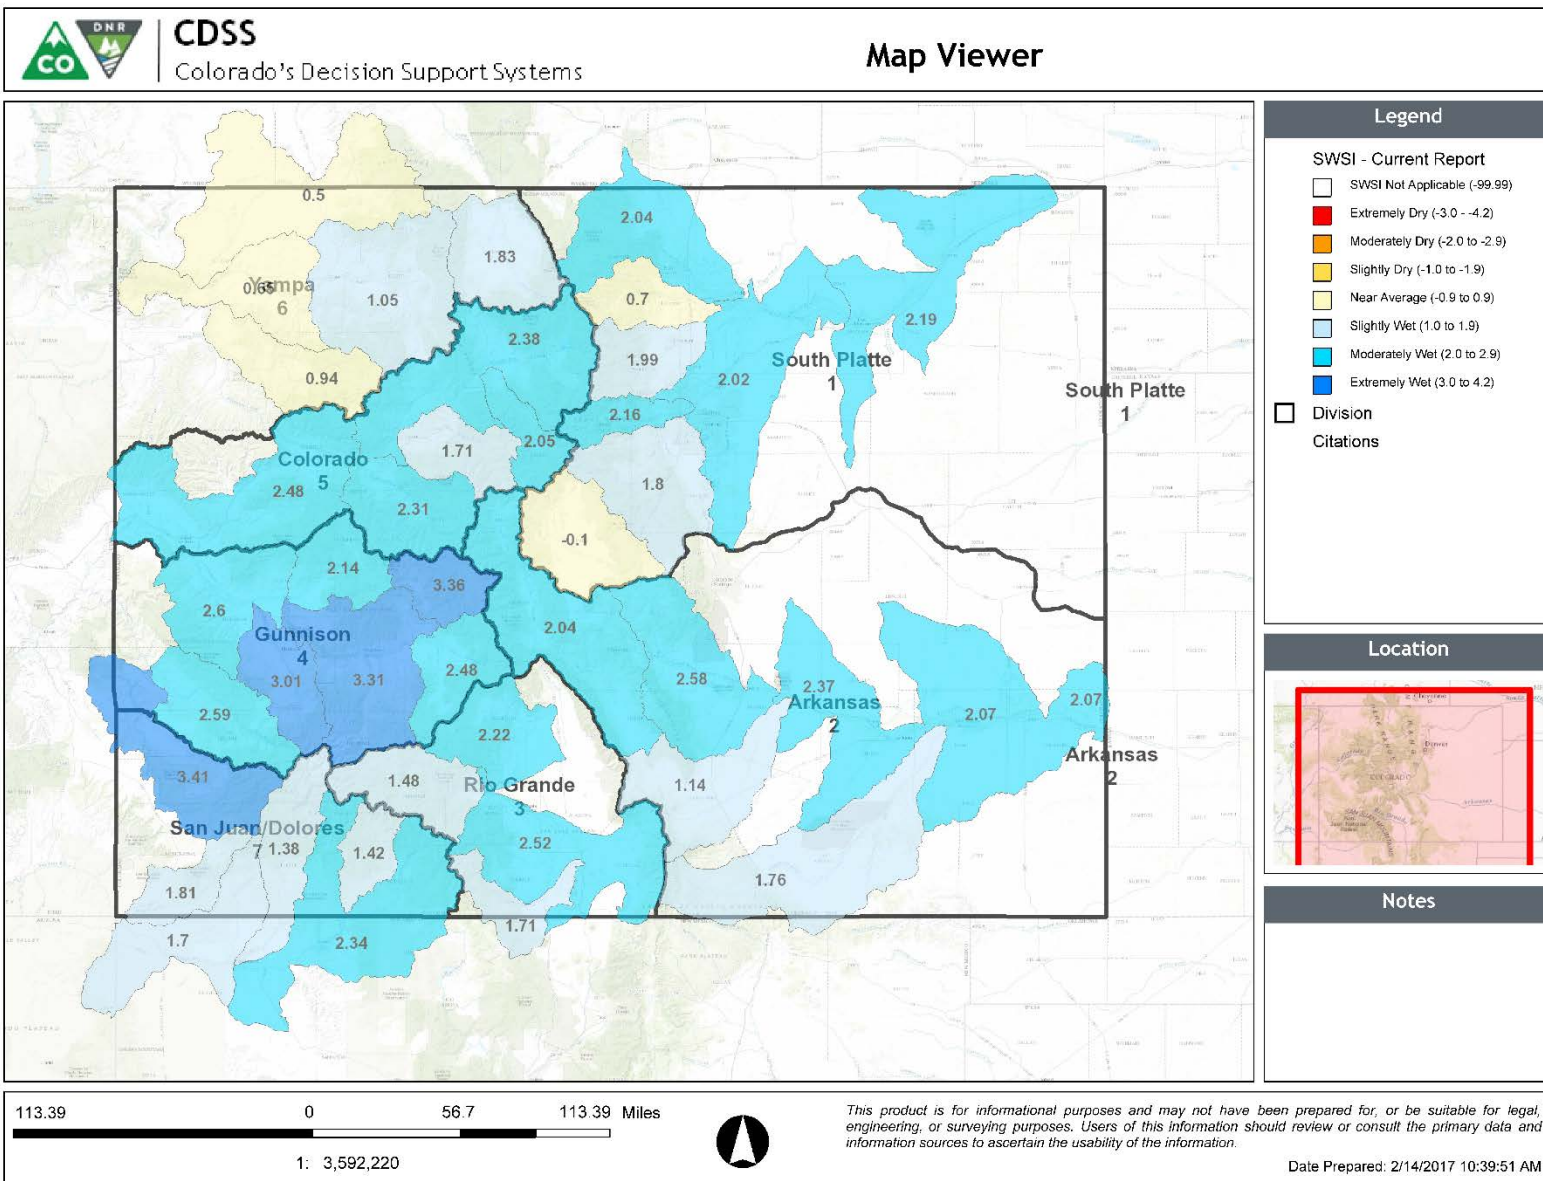 DNR
CO
CDSS
Colorado's Decision Support Systems
Map Viewer
0.5
2.04
1.83
Yampa
0.65
6
1.05
0.7
2.19
2.38
1.99
South Platte
1
2.02
0.94
South Platte
1
2.16
2.05
1.71
Colorado
5
2.48
1.8
2.31
-0.1
2.14
3.36
2.6
2.04
Gunnison
4
3.01
3.31
2.48
2.58
2.37
Arkansas
2
2.07
2.07
2.59
2.22
Arkansas
2
3.41
1.48
Rio Grande
3
1.14
San Juan/Dolores
7
1.38
1.42
2.52
1.76
1.81
1.71
1.7
2.34
Legend
SWSI - Current Report
SWSI Not Applicable (-99.99)
Extremely Dry (-3.0 - -4.2)
Moderately Dry (-2.0 to -2.9)
Slightly Dry (-1.0 to -1.9)
Near Average (-0.9 to 0.9)
Slightly Wet (1.0 to 1.9)
Moderately Wet (2.0 to 2.9)
Extremely Wet (3.0 to 4.2)
Division
Citations
Location
Cheyenne
Denver
COLORADO
Notes
113.39 0 56.7 113.39 Miles
1: 3,592,220
This product is for informational purposes and may not have been prepared for, or be suitable for legal,
engineering, or surveying purposes. Users of this information should review or consult the primary data and
information sources to ascertain the usability of the information.
Date Prepared: 2/14/2017 10:39:51 AM